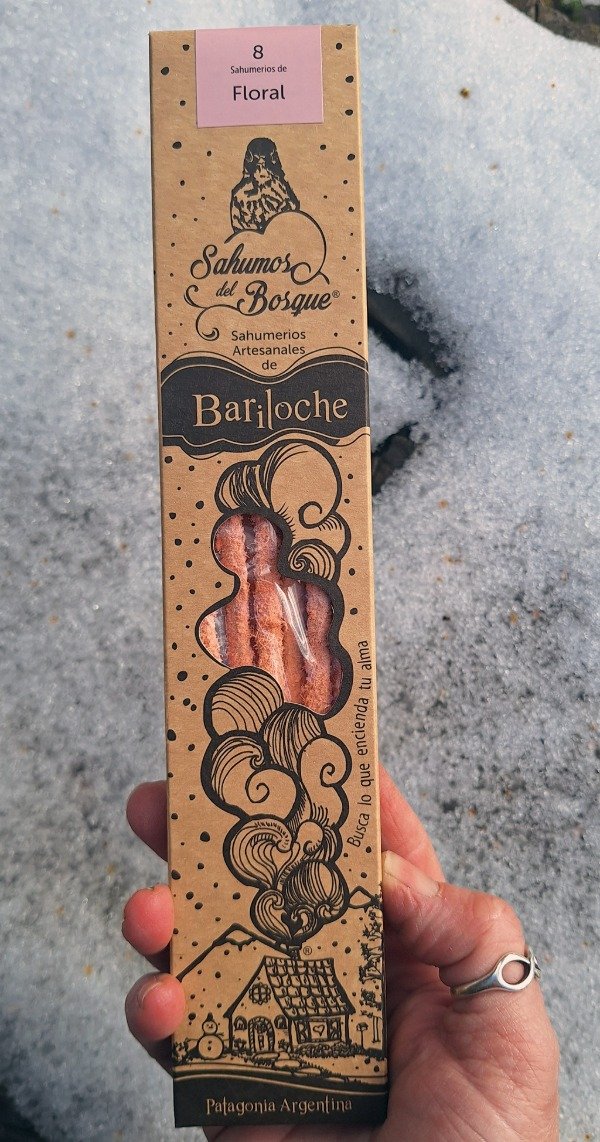 8
Sahumerios de
Floral
Sahumos
del Bosque®
Sahumerios
Artesanales
de
Bariloche
Busca lo que encienda tu alma
®
Patagonia Argentina